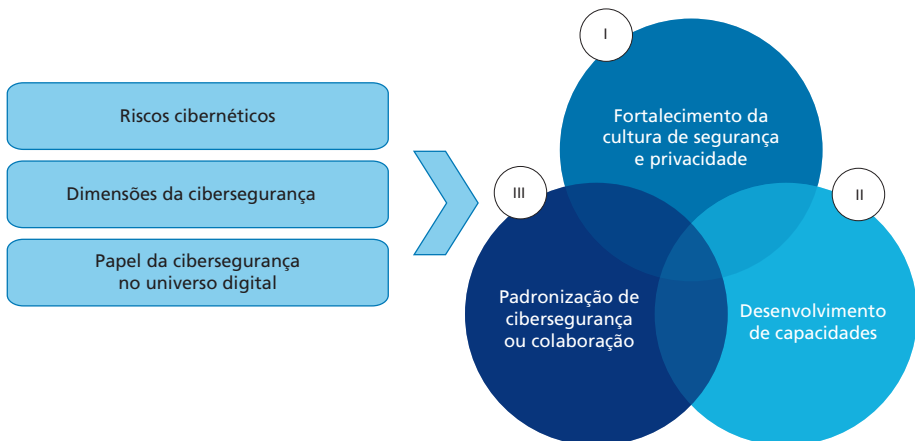 Riscos cibernéticos
Dimensões da cibersegurança
Papel da cibersegurança
no universo digital
I
Fortalecimento da
cultura de segurança
e privacidade
III
II
Padronização de
cibersegurança
ou colaboração
Desenvolvimento
de capacidades